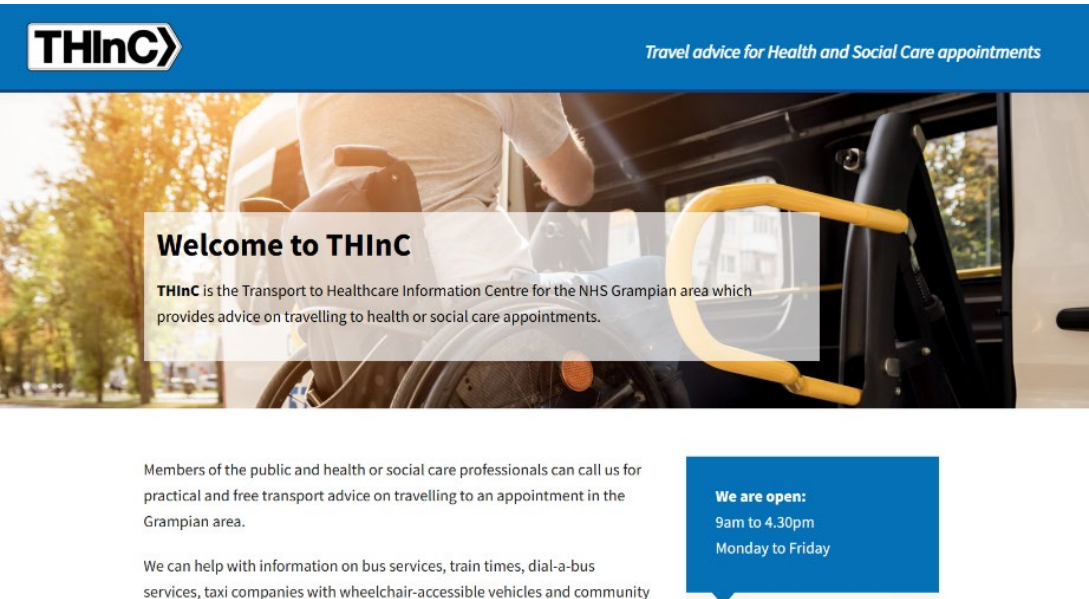 THInC
Travel advice for Health and Social Care appointments
Welcome to THInC
THInC is the Transport to Healthcare Information Centre for the NHS Grampian area which
provides advice on travelling to health or social care appointments.
Members of the public and health or social care professionals can call us for
practical and free transport advice on travelling to an appointment in the
Grampian area.
We can help with information on bus services, train times, dial-a-bus
services, taxi companies with wheelchair-accessible vehicles and community
We are open:
9am to 4.30pm
Monday to Friday